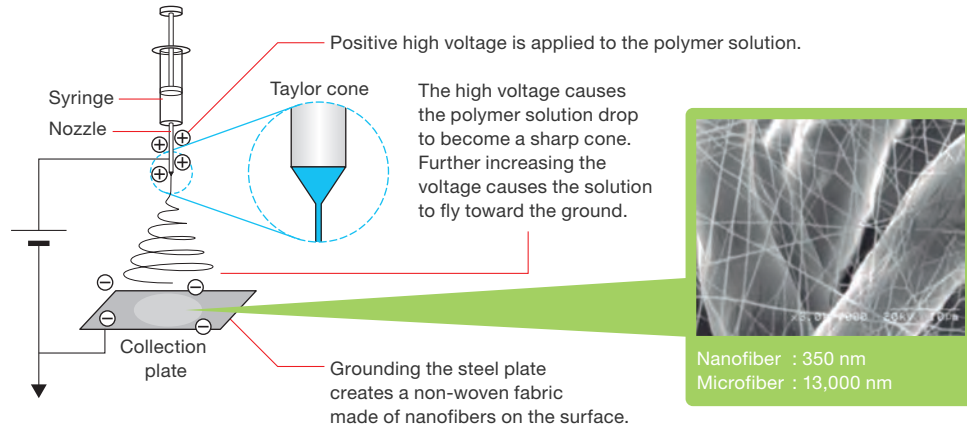 Positive high voltage is applied to the polymer solution.
Syringe
Nozzle
Taylor cone
The high voltage causes
the polymer solution drop
to become a sharp cone.
Further increasing the
voltage causes the solution
to fly toward the ground.
Collection
plate
Grounding the steel plate
creates a non-woven fabric
made of nanofibers on the surface.
20kV 10µm
Nanofiber : 350 nm
Microfiber : 13,000 nm